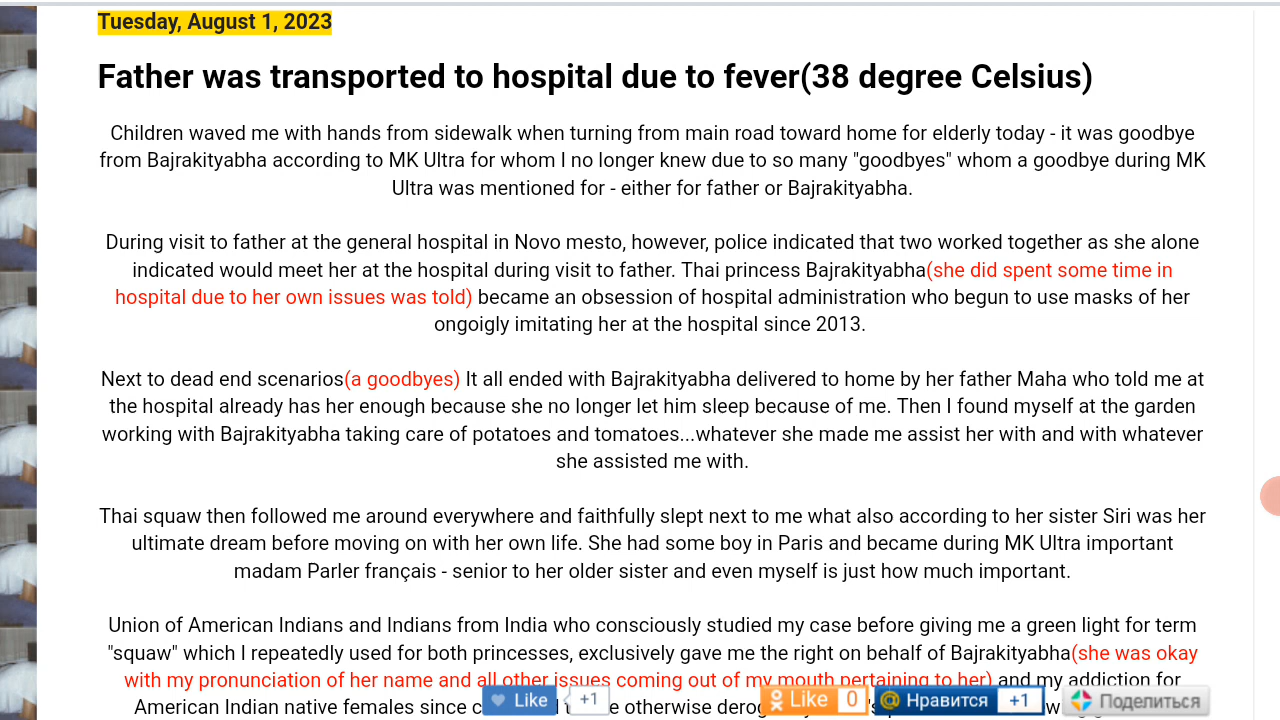 Tuesday, August 1, 2023
Father was transported to hospital due to fever(38 degree Celsius)
Children waved me with hands from sidewalk when turning from main road toward home for elderly today - it was goodbye
from Bajrakityabha according to MK Ultra for whom I no longer knew due to so many "goodbyes" whom a goodbye during MK
Ultra was mentioned for - either for father or Bajrakityabha.
During visit to father at the general hospital in Novo mesto, however, police indicated that two worked together as she alone
indicated would meet her at the hospital during visit to father. Thai princess Bajrakityabha(she did spent some time in
hospital due to her own issues was told) became an obsession of hospital administration who begun to use masks of her
ongoigly imitating her at the hospital since 2013.
Next to dead end scenarios(a goodbyes) It all ended with Bajrakityabha delivered to home by her father Maha who told me at
the hospital already has her enough because she no longer let him sleep because of me. Then I found myself at the garden
working with Bajrakityabha taking care of potatoes and tomatoes...whatever she made me assist her with and with whatever
she assisted me with.
Thai squaw then followed me around everywhere and faithfully slept next to me what also according to her sister Siri was her
ultimate dream before moving on with her own life. She had some boy in Paris and became during MK Ultra important
madam Parler français - senior to her older sister and even myself is just how much important.
Union of American Indians and Indians from India who consciously studied my case before giving me a green light for term
"squaw" which I repeatedly used for both princesses, exclusively gave me the right on behalf of Bajrakityabha(she was okay
with my pronunciation of her name and all other issues coming out of my mouth pertaining to her) and my addiction for
American Indian native females since otherwise
Like +1 Like 0 Нравится +1 Поделиться